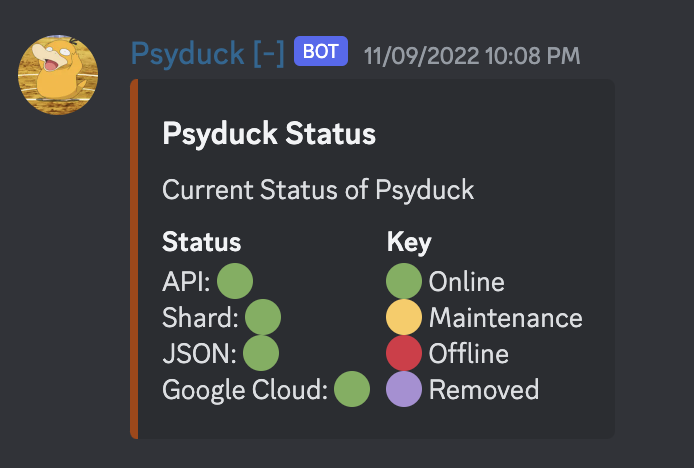 Psyduck [-] BOT 11/09/2022 10:08 PM
Psyduck Status
Current Status of Psyduck
Status
API:
Shard:
JSON:
Google Cloud:
Key
Online
Maintenance
Offline
Removed